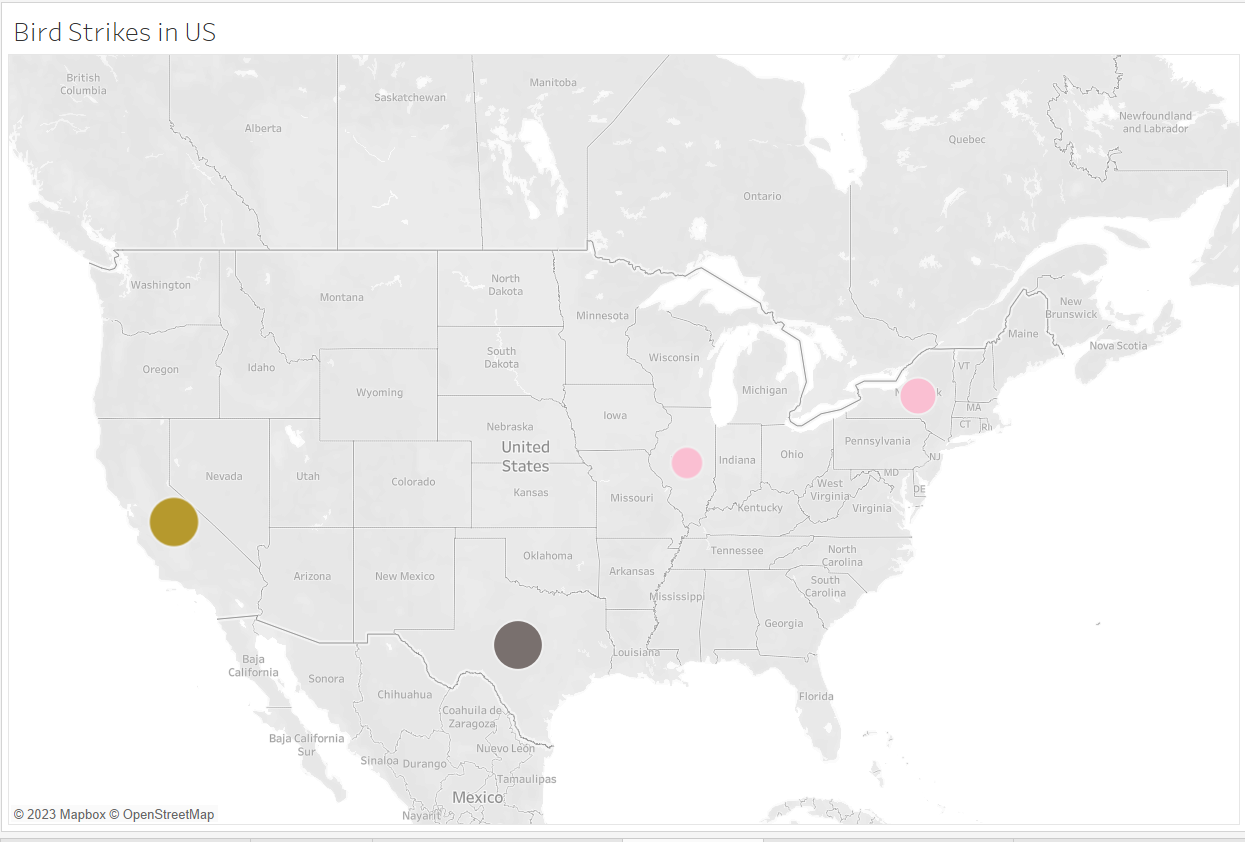 Bird Strikes in US
British
Columbia
Alberta
Saskatchewan
Manitoba
Ontario
Quebec
Newfoundland
and Labrador
New
Brunswick
Nova Scotia
Maine
Washington
Montana
North
Dakota
Minnesota
Oregon
Idaho
Wyoming
South
Dakota
Wisconsin
Michigan
VT
MA
CT
RI
Iowa
Nebraska
United
States
Nevada
Utah
Colorado
Kansas
Missouri
Indiana
Ohio
Pennsylvania
NJ
MD
DE
West
Virginia
Virginia
Kentucky
Tennessee
North
Carolina
South
Carolina
Arizona
New Mexico
Oklahoma
Arkansas
Mississippi
Georgia
Louisiana
Florida
Baja
California
Sonora
Chihuahua
Coahuila de
Zaragoza
Baja California
Sur
Sinaloa
Durango
Nuevo León
Tamaulipas
Mexico
Nayarit
© 2023 Mapbox © OpenStreetMap